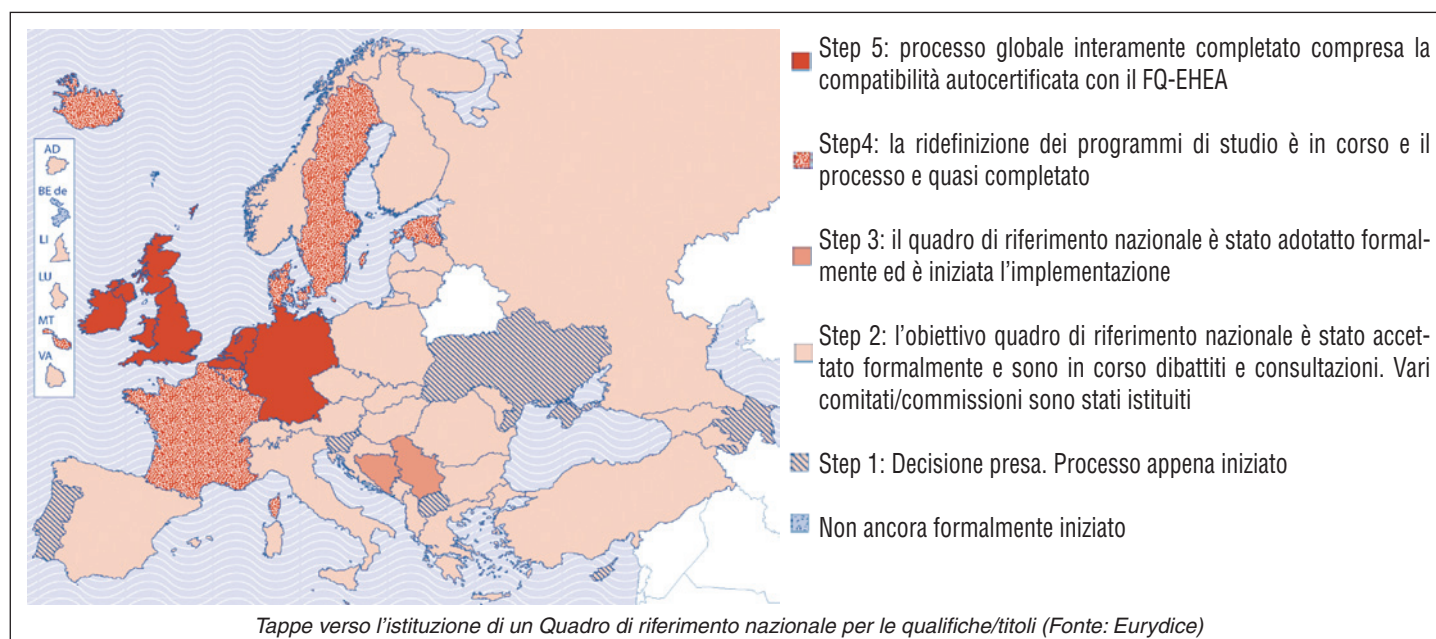 AD
BE de
LI
LU
MT
VA
Step 5: processo globale interamente completato compresa la
compatibilità autocertificata con il FQ-EHEA
Step4: la ridefinizione dei programmi di studio è in corso e il
processo e quasi completato
Step 3: il quadro di riferimento nazionale è stato adotatto formal-
mente ed è iniziata l’implementazione
Step 2: l’obiettivo quadro di riferimento nazionale è stato accet-
tato formalmente e sono in corso dibattiti e consultazioni. Vari
comitati/commissioni sono stati istituiti
Step 1: Decisione presa. Processo appena iniziato
Non ancora formalmente iniziato
Tappe verso l’istituzione di un Quadro di riferimento nazionale per le qualifiche/titoli (Fonte: Eurydice)